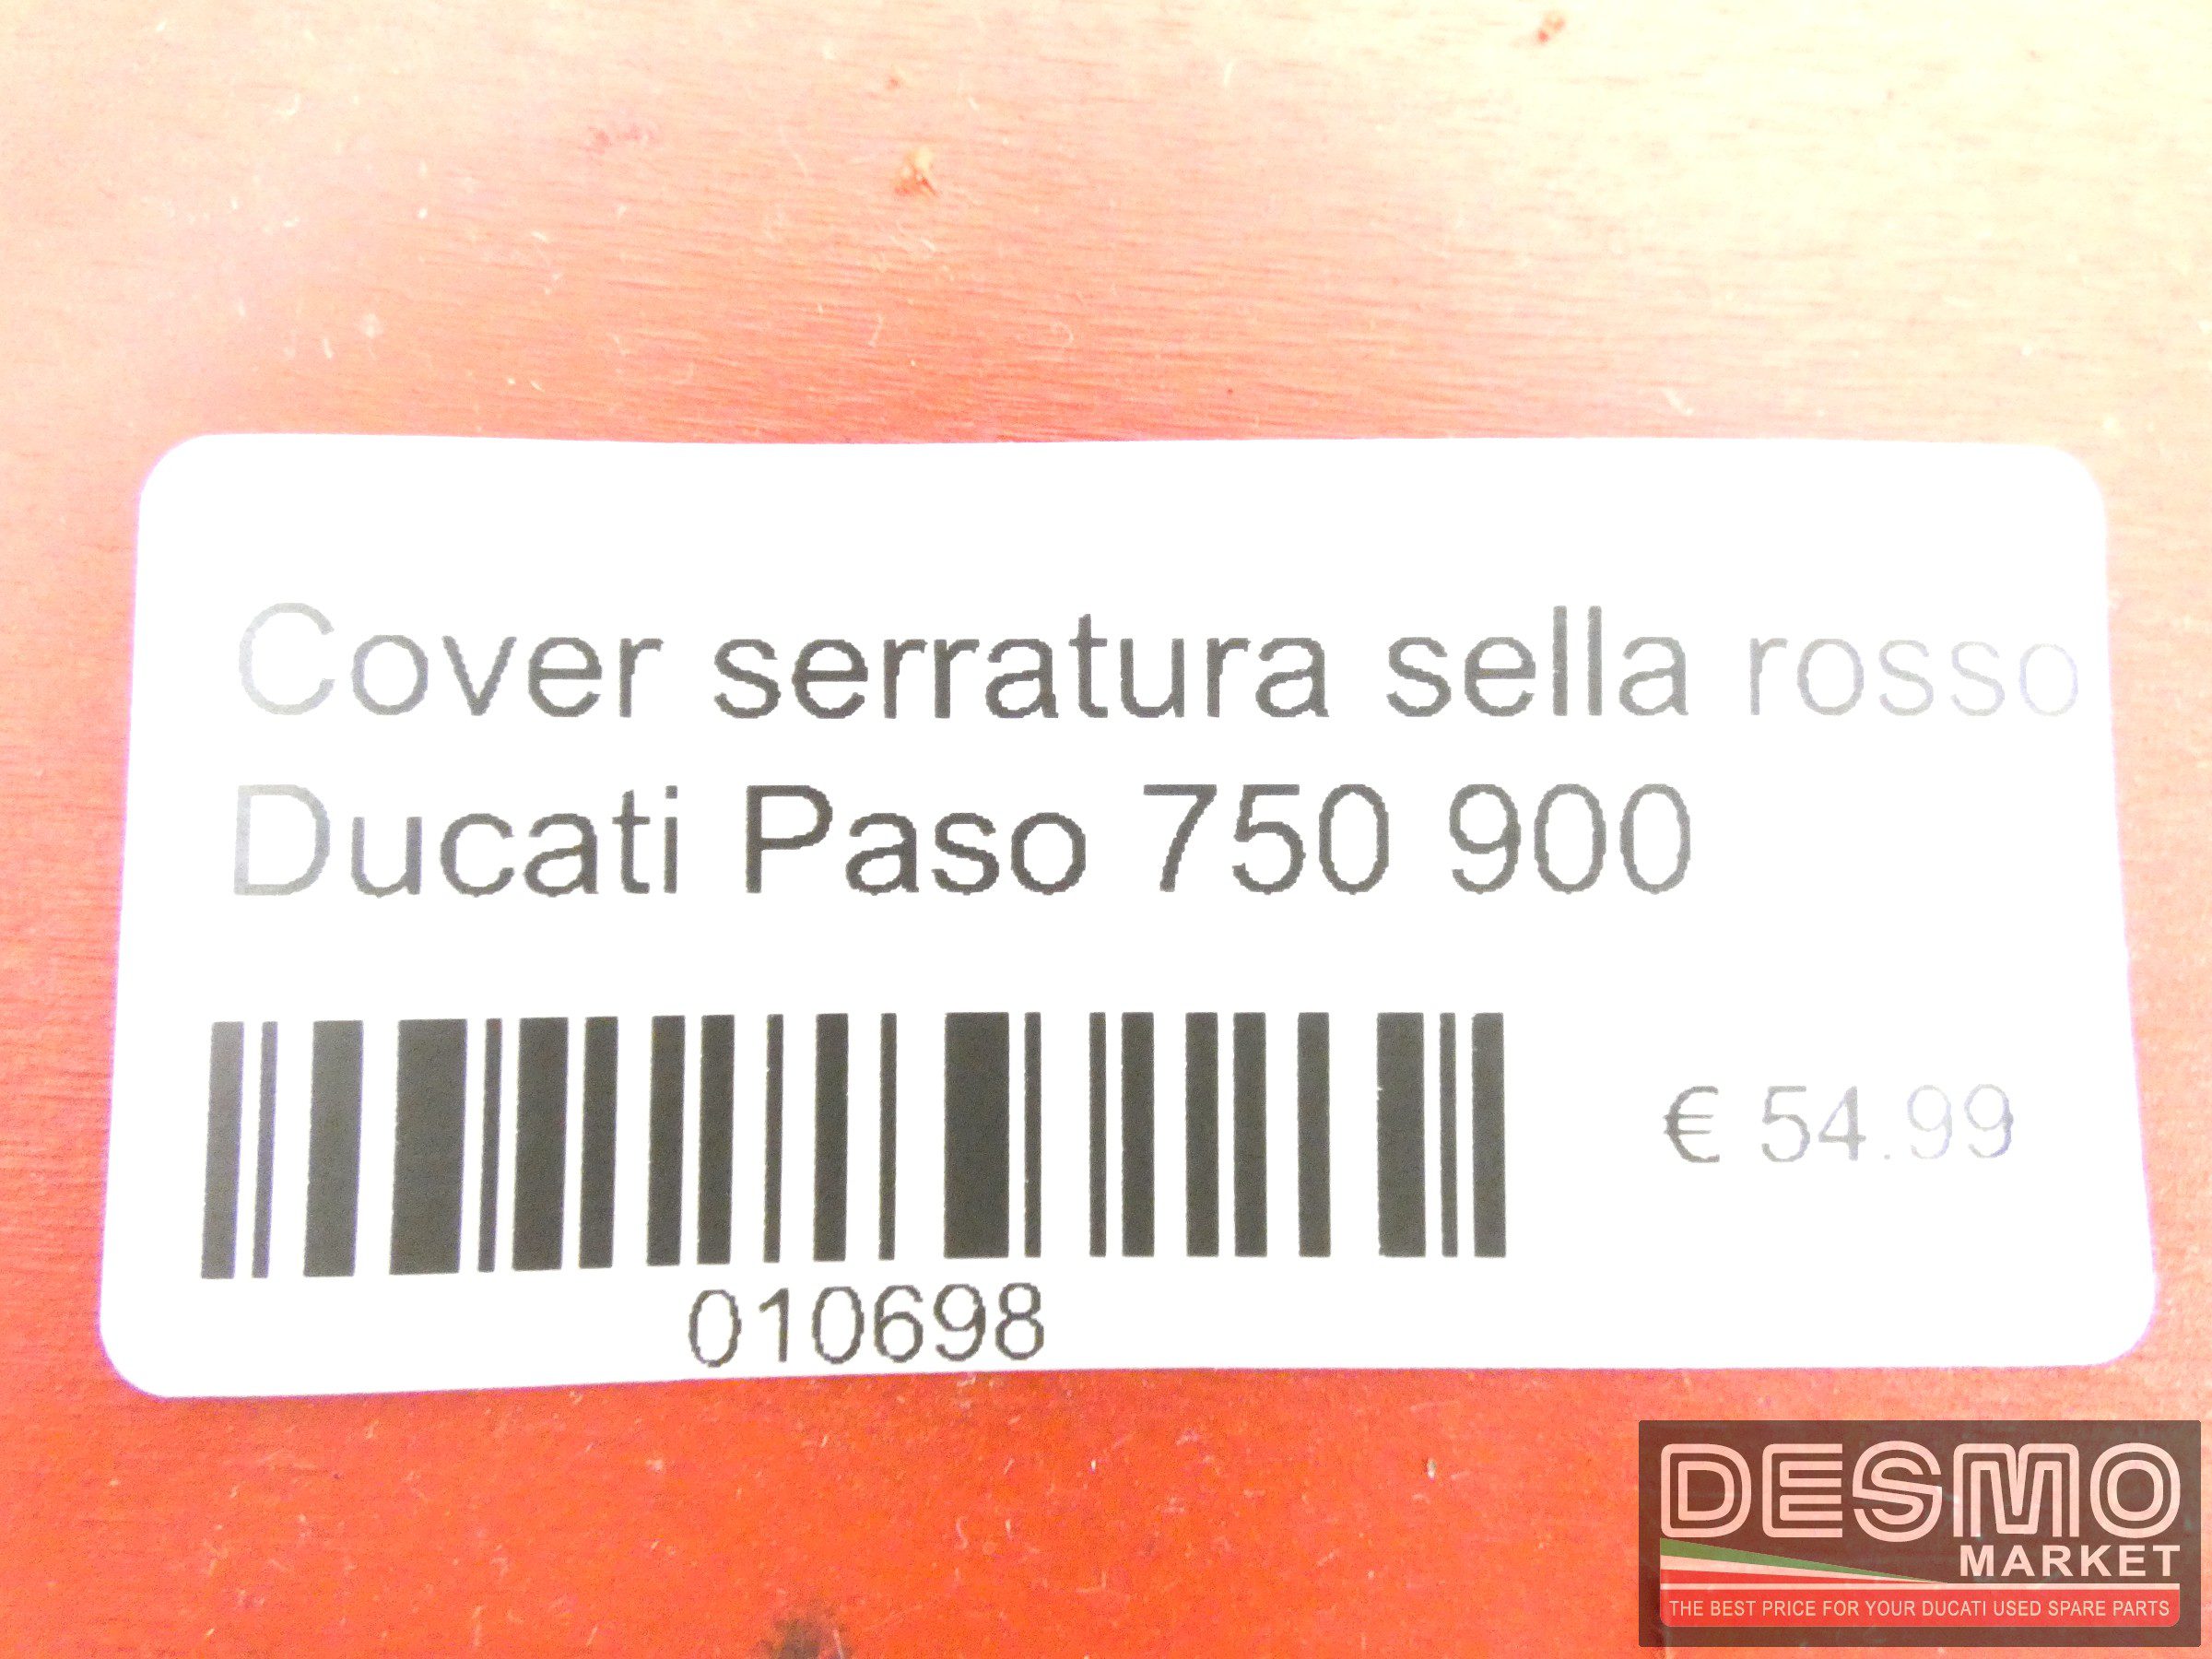 Cover serratura sella rosso
Ducati Paso 750 900
€ 54.99
010698
DESMO
MARKET
THE BEST PRICE FOR YOUR DUCATI USED SPARE PARTS